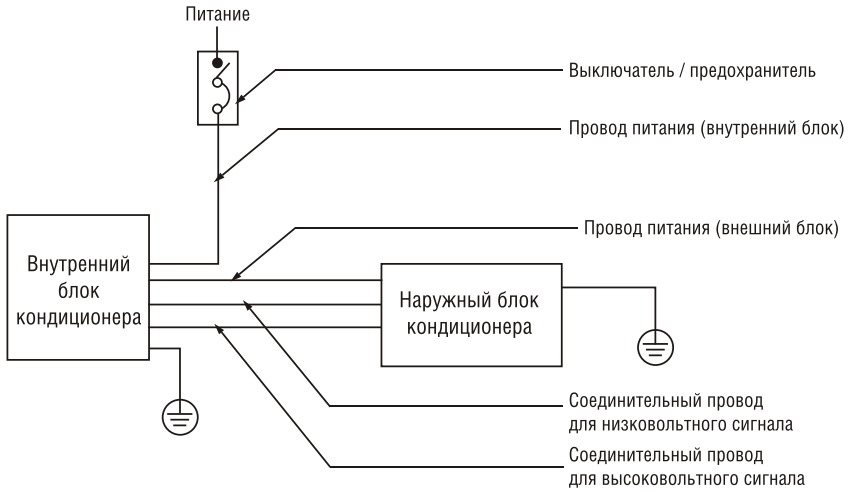 Питание
Выключатель / предохранитель
Провод питания (внутренний блок)
Провод питания (внешний блок)
Внутренний
блок
кондиционера
Наружный блок
кондиционера
Соединительный провод
для низковольтного сигнала
Соединительный провод
для высоковольтного сигнала